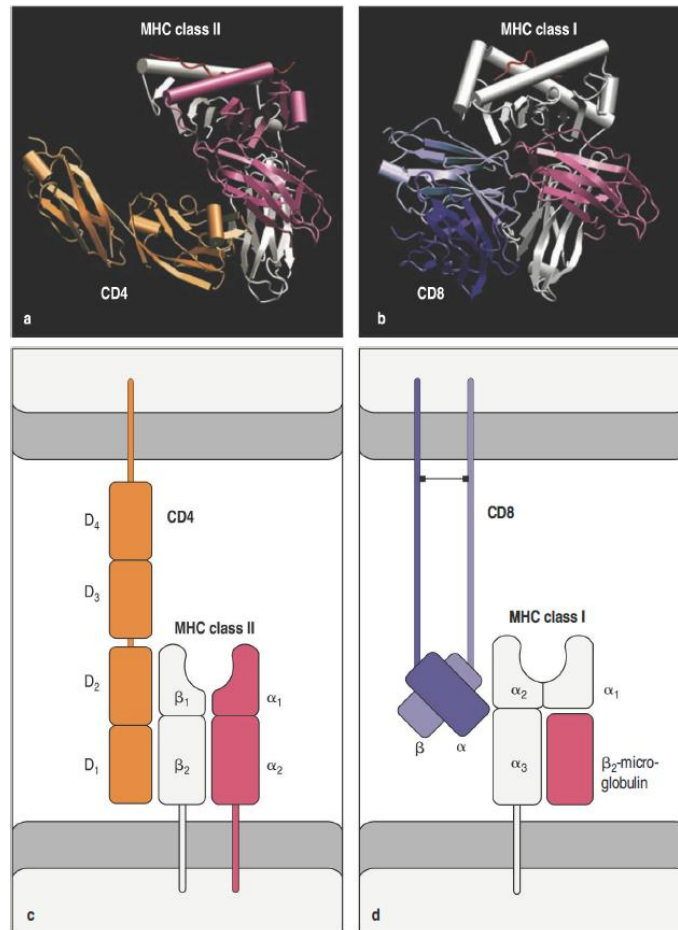 MHC class II
CD4
a
MHC class I
CD8
b
D4
CD4
D3
MHC class II
D2
β1
α1
D1
β2
α2
c
CD8
MHC class I
α2
α1
β
α
α3
β2-micro-
globulin
d